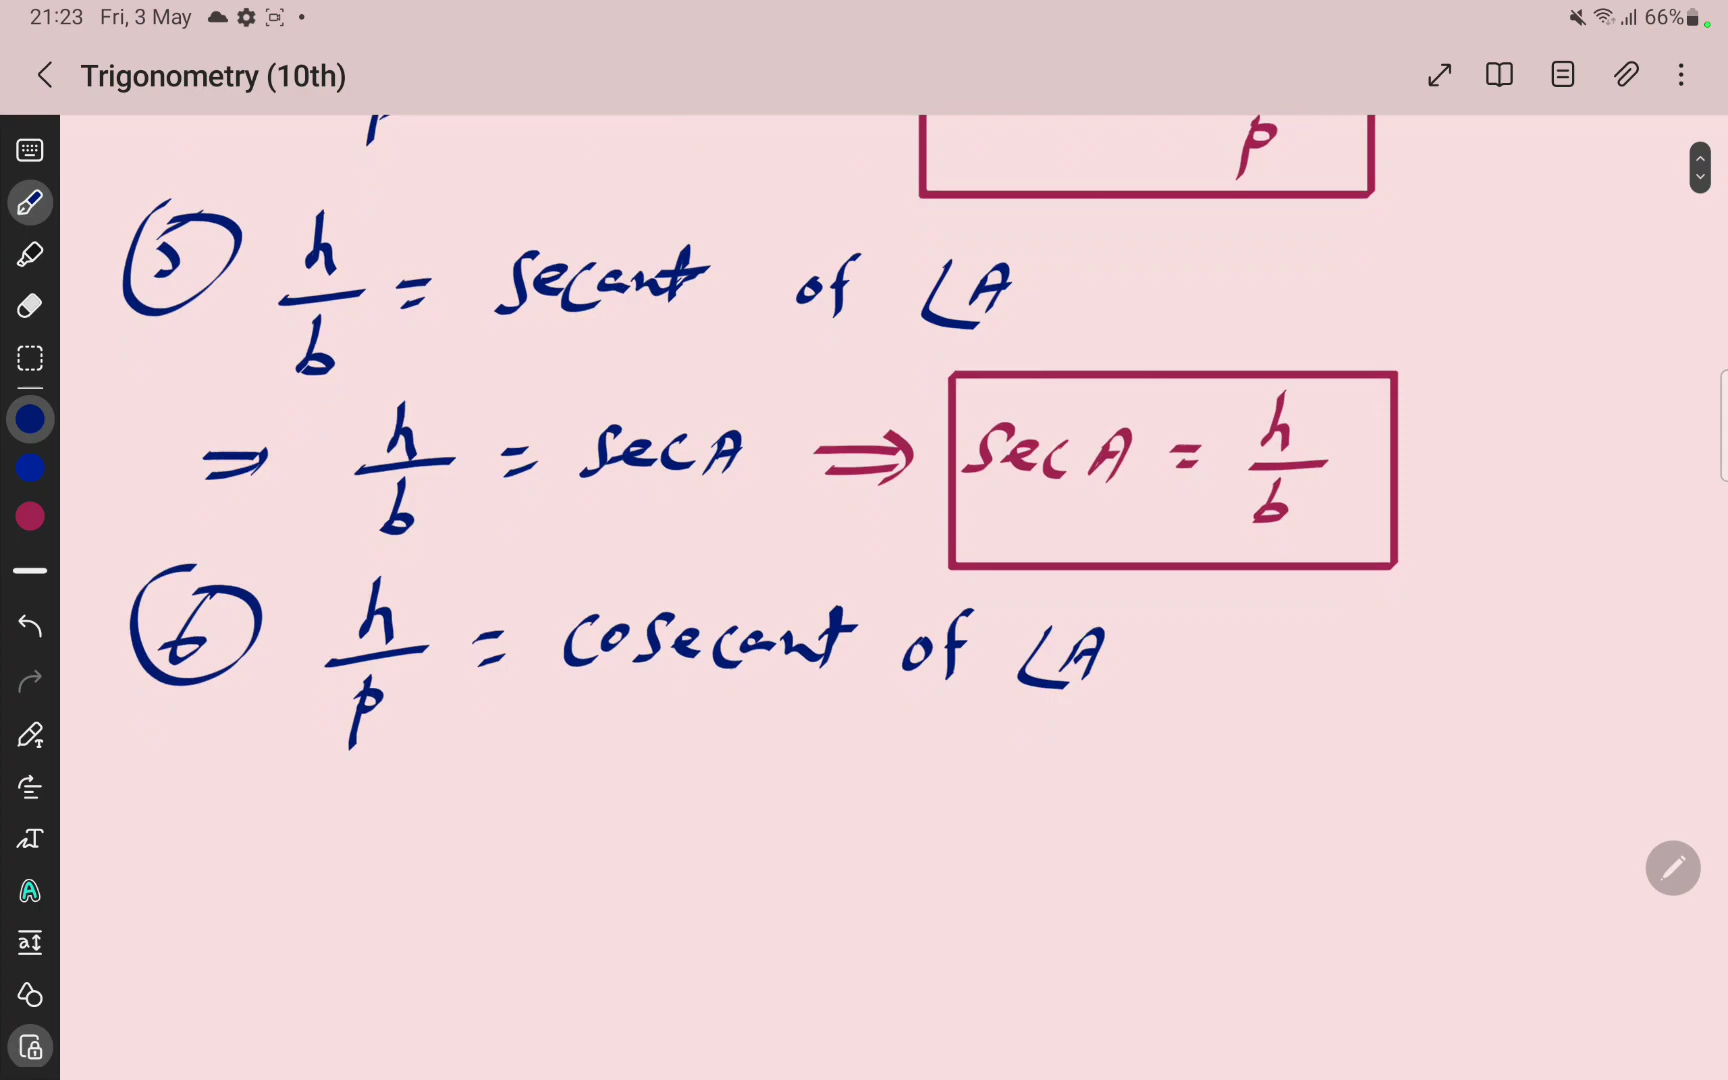 21:23 Fri, 3 May 66%
Trigonometry (10th)
p p
⑤ h/b = secant of ∠A
⇒ h/b = sec A ⇒ sec A = h/b
⑥ h/p = cosecant of ∠A